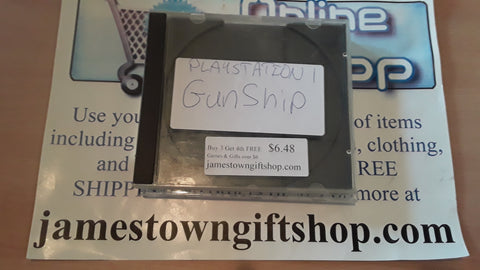 Online
Shop
PLAYSTATION 1
GunShip
Buy 3 Get 4th FREE $6.48
Games & Gifts over $6
jamestowngiftshop.com
Use you of items
including clothing,
and FREE
SHIPP more at
jamestowngiftshop.com